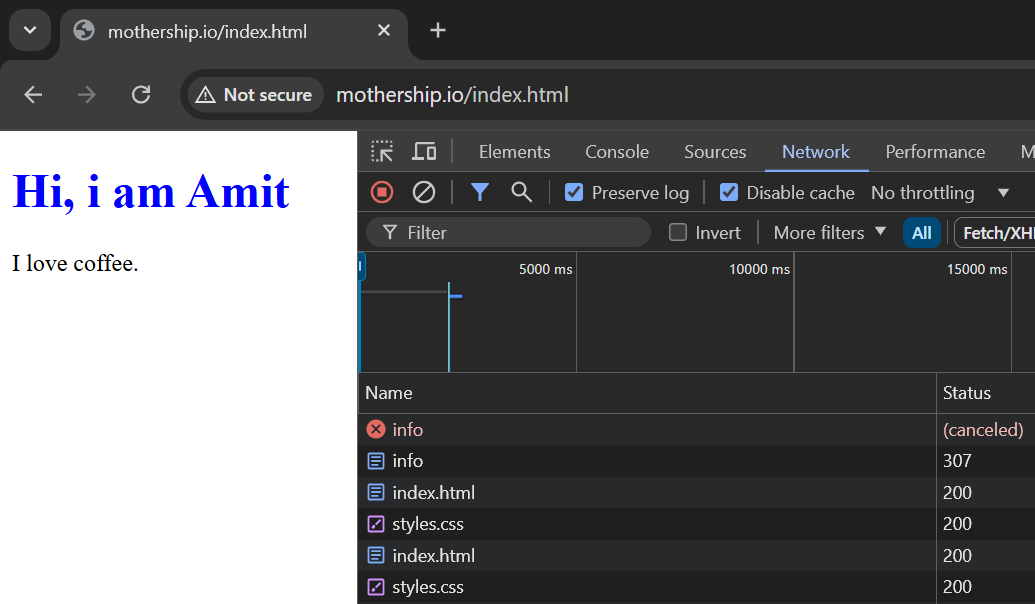 mothership.io/index.html
Not secure mothership.io/index.html
Hi, i am Amit
I love coffee.
Elements Console Sources Network Performance M
Preserve log Disable cache No throttling
Filter Invert More filters All Fetch/XH
5000 ms 10000 ms 15000 ms
Name Status
info (canceled)
info 307
index.html 200
styles.css 200
index.html 200
styles.css 200